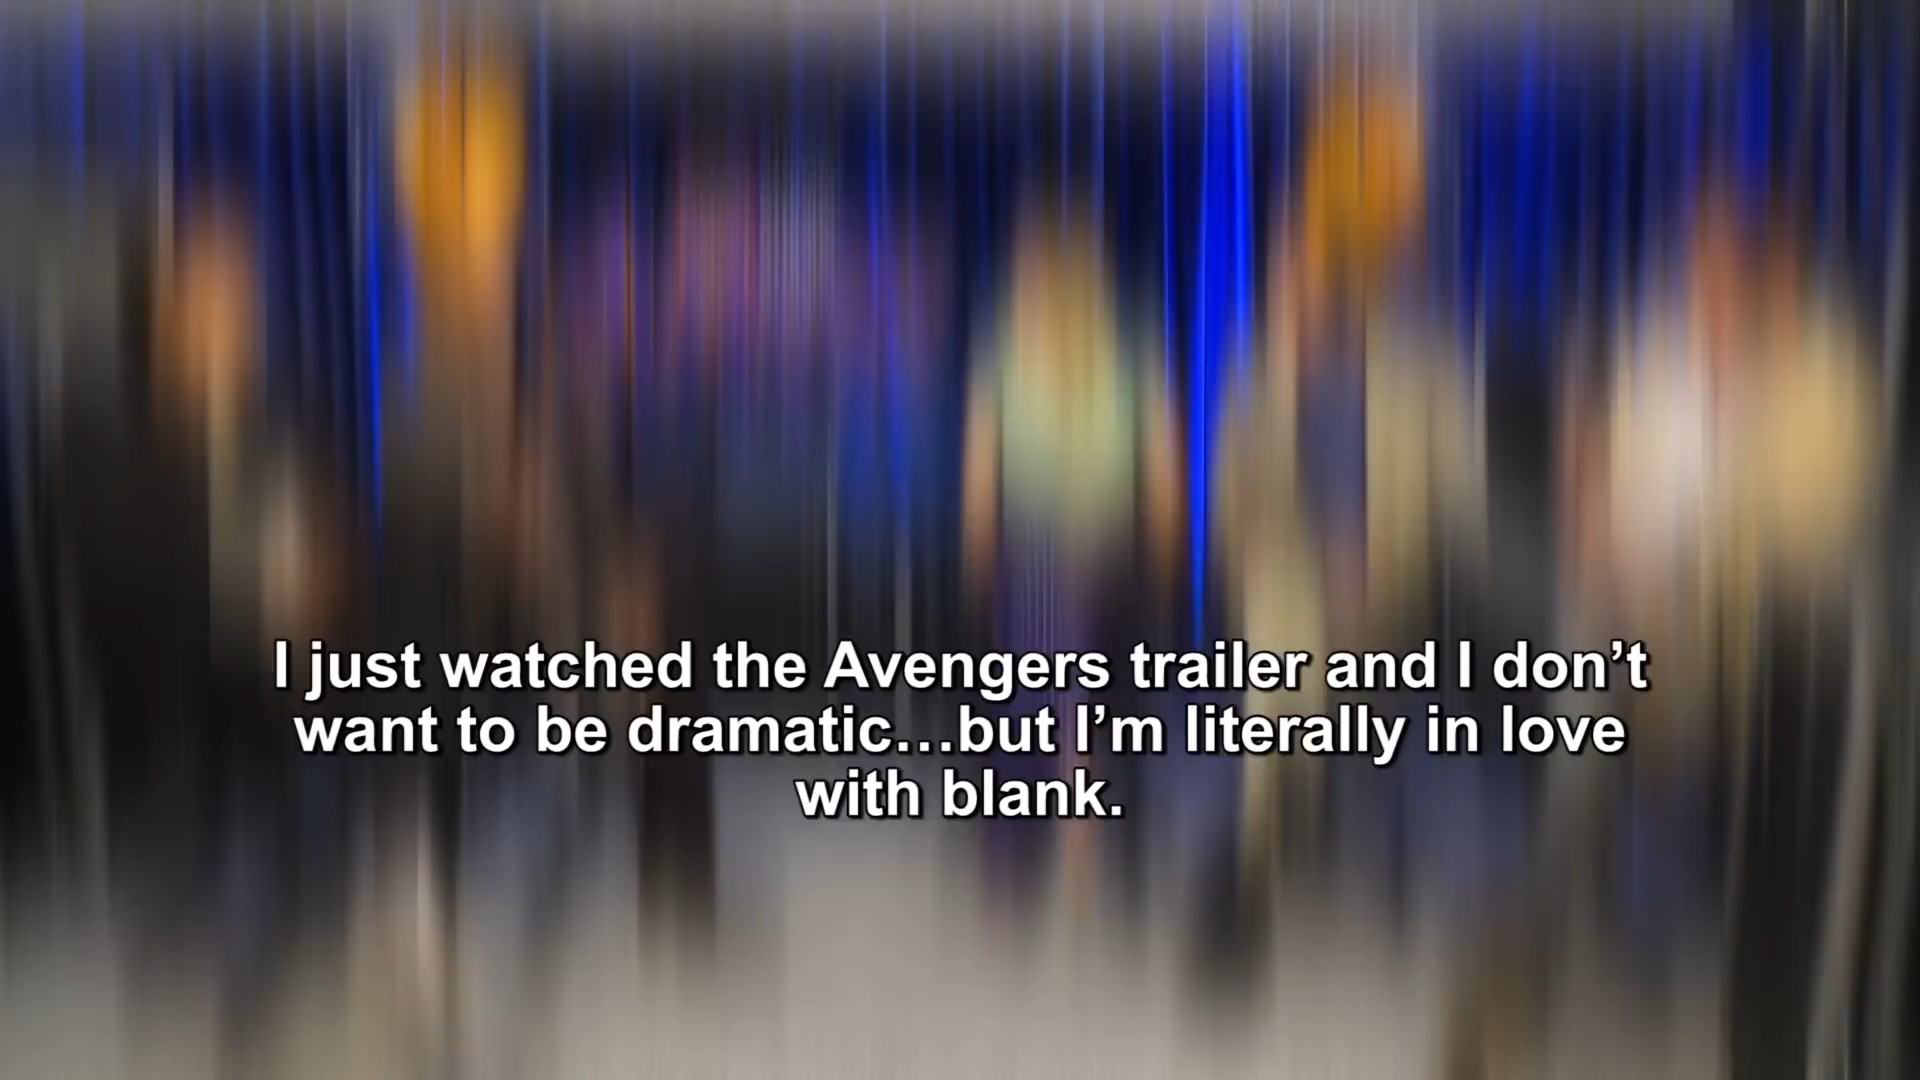 I just watched the Avengers trailer and I don’t
want to be dramatic…but I’m literally in love
with blank.